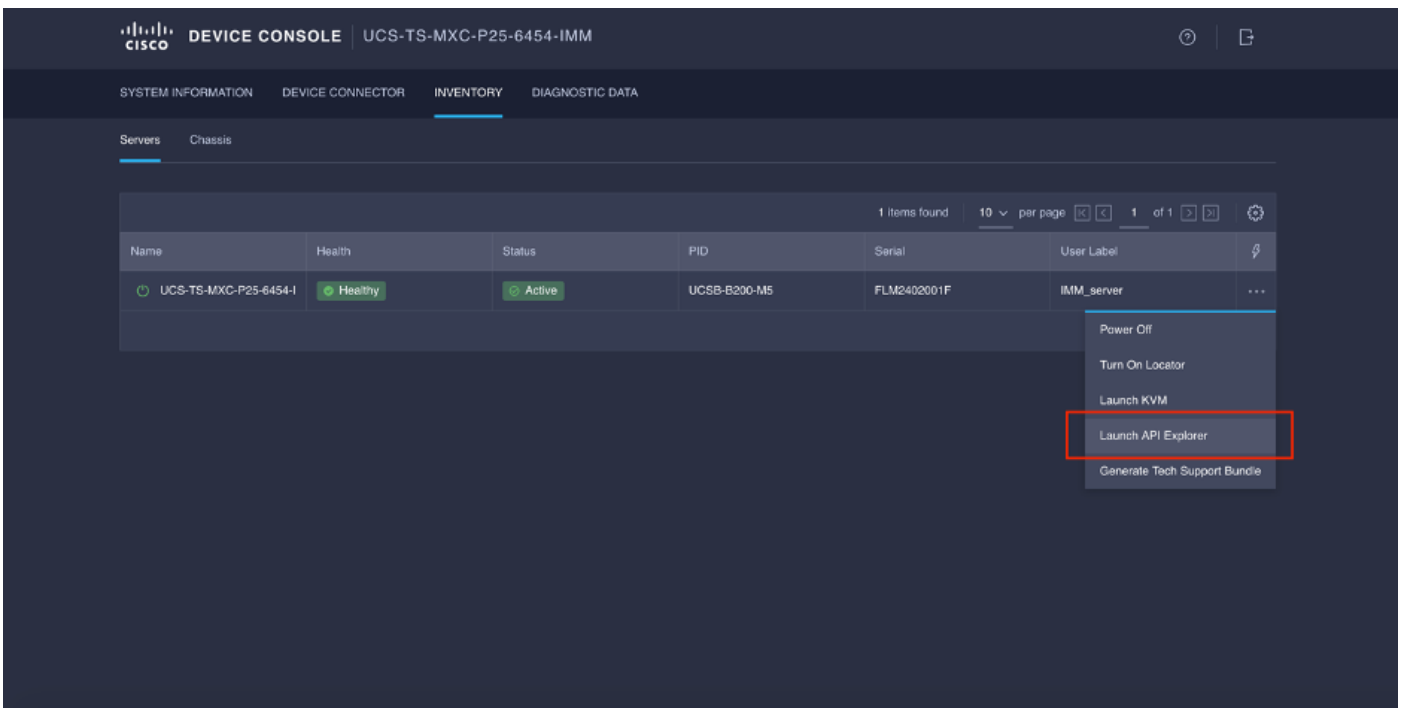 CISCO DEVICE CONSOLE UCS-TS-MXC-P25-6454-IMM
SYSTEM INFORMATION DEVICE CONNECTOR INVENTORY DIAGNOSTIC DATA
Servers Chassis
1 items found 10 per page 1 of 1
Name Health Status PID Serial User Label
UCS-TS-MXC-P25-6454-I Healthy Active UCSB-B200-M5 FLM2402001F IMM_server ...
Power Off
Turn On Locator
Launch KVM
Launch API Explorer
Generate Tech Support Bundle